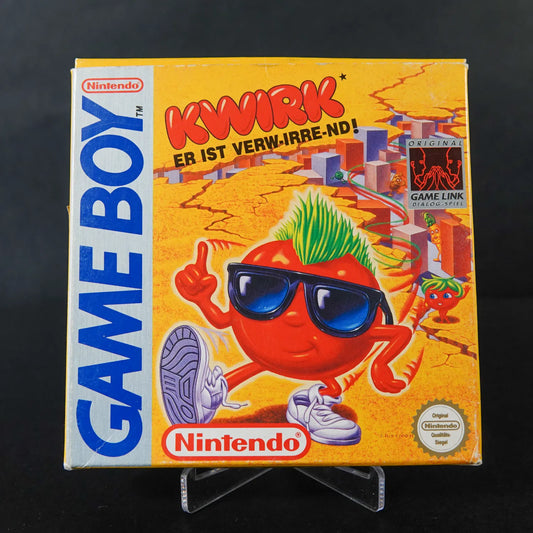 Nintendo
GAME BOY
TM
KWIRK*
ER IST VERW-IRRE-ND!
ORIGINAL
GAME LINK
DIALOG-SPIEL
Nintendo
Original
Nintendo
Qualitäts-
Siegel